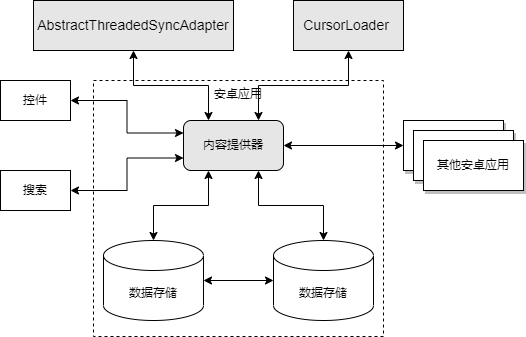 AbstractThreadedSyncAdapter
CursorLoader
安卓应用
控件
内容提供器
其他安卓应用
搜索
数据存储
数据存储